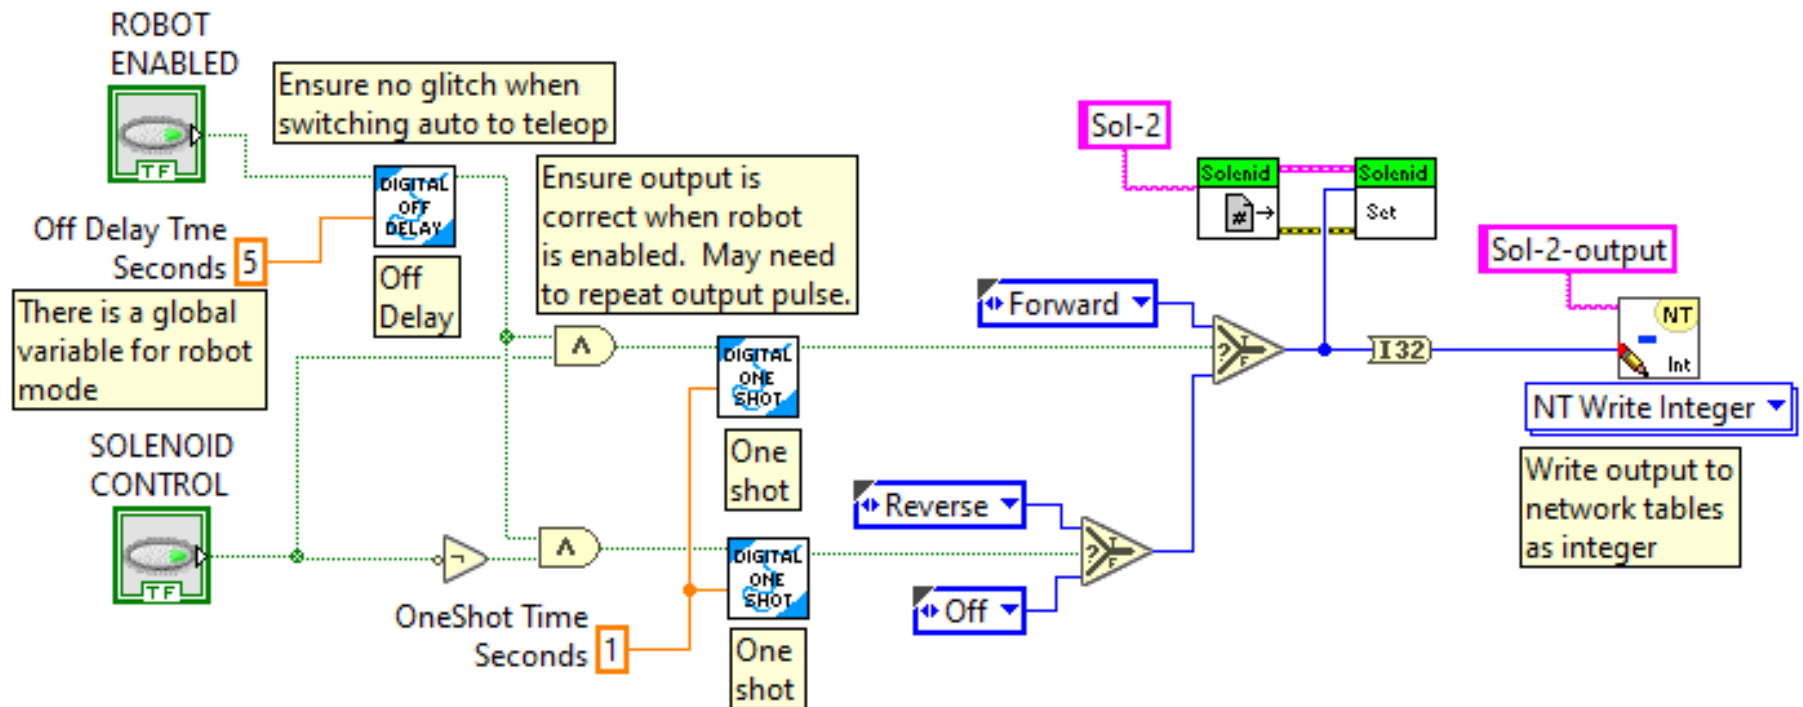 ROBOT
ENABLED
TF
Ensure no glitch when
switching auto to teleop
DIGITAL
OFF
DELAY
Off Delay Tme
Seconds
5
Off
Delay
There is a global
variable for robot
mode
Ensure output is
correct when robot
is enabled. May need
to repeat output pulse.
Sol-2
Solenid
#
Solenid
Set
Sol-2-output
NT
Int
NT Write Integer
Write output to
network tables
as integer
Forward
?
T
F
I32
∧
DIGITAL
ONE
SHOT
One
shot
SOLENOID
CONTROL
TF
¬
∧
DIGITAL
ONE
SHOT
One
shot
OneShot Time
Seconds
1
Reverse
Off
?
T
F